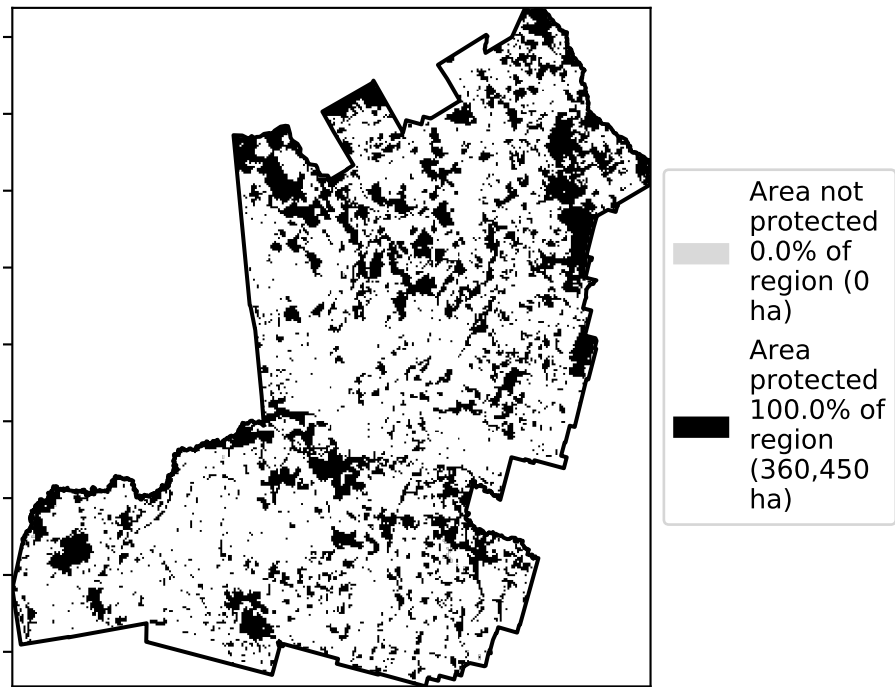 Area not
protected
0.0% of
region (0
ha)
Area
protected
100.0% of
region
(360,450
ha)